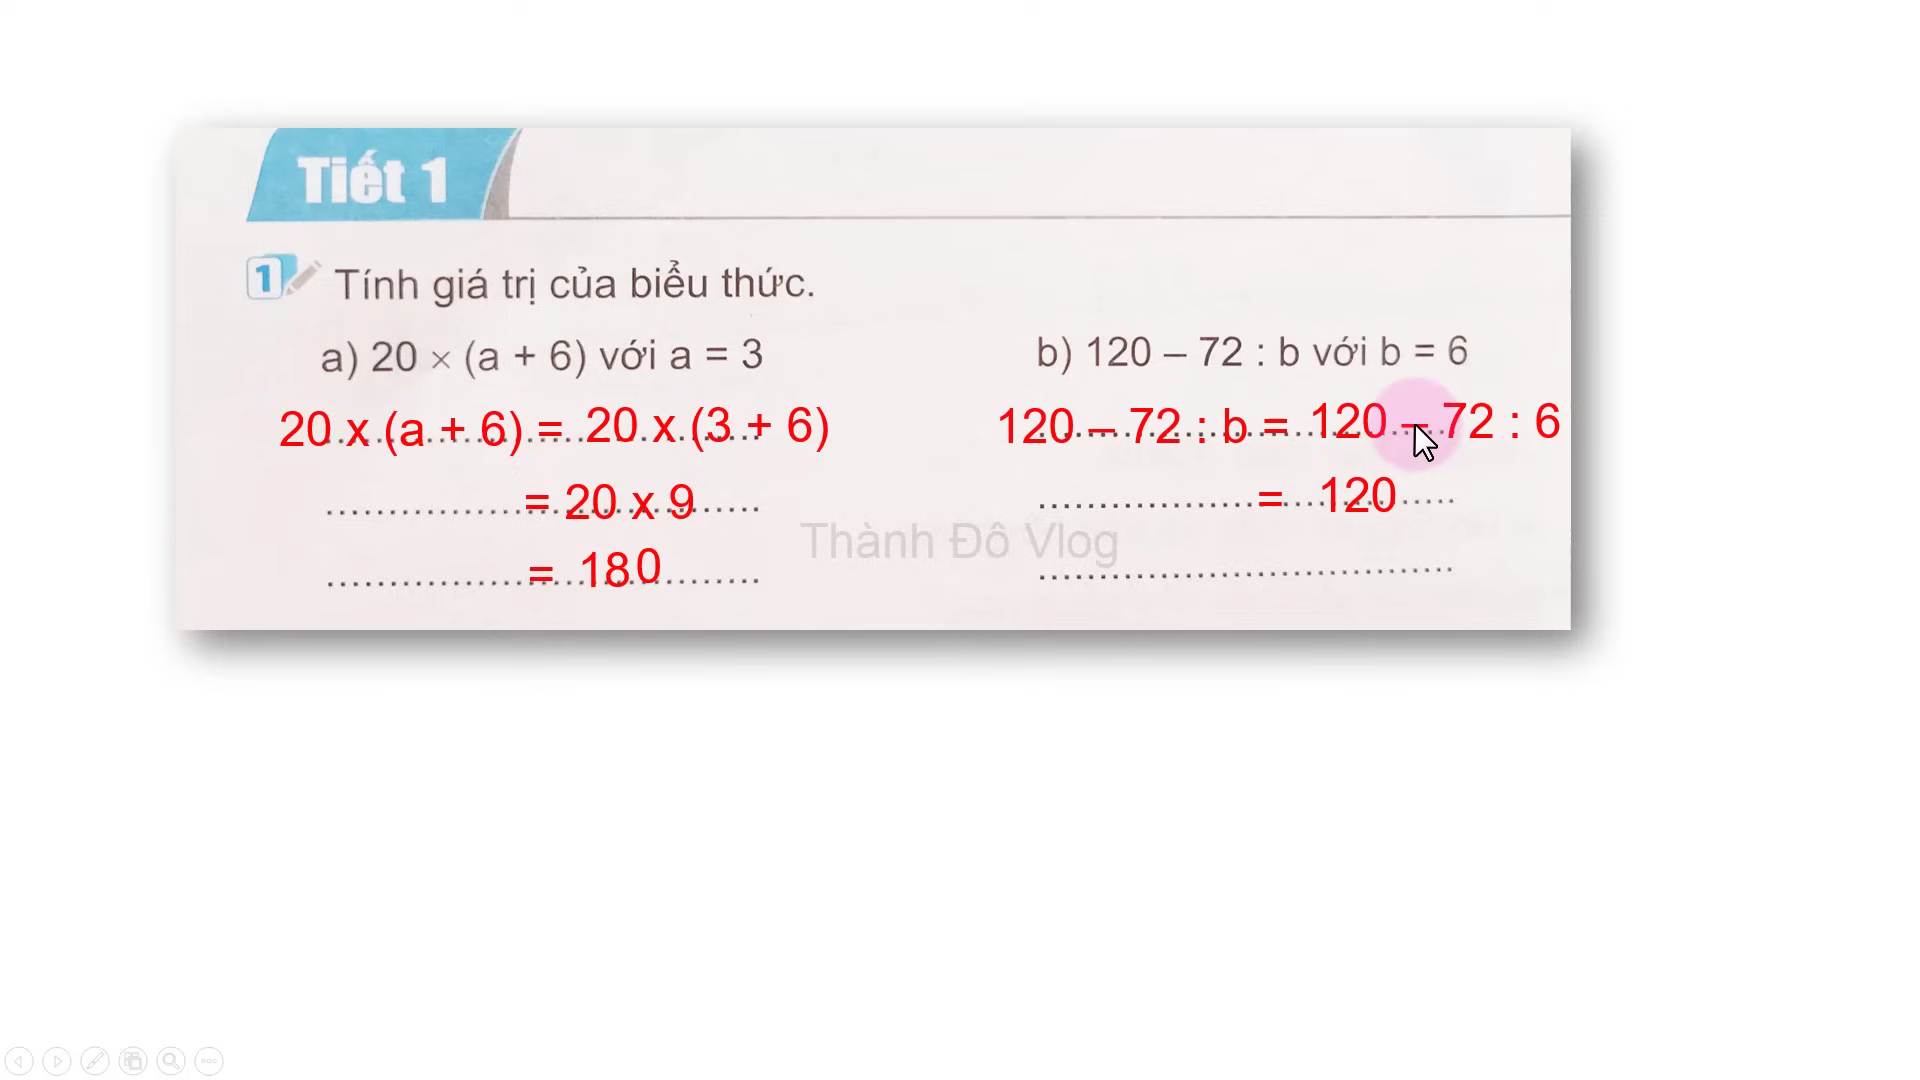 Tiết 1
1 Tính giá trị của biểu thức.
a) 20 × (a + 6) với a = 3
20 x (a + 6) = 20 x (3 + 6)
= 20 x 9
= 180
b) 120 – 72 : b với b = 6
120 – 72 : b = 120 – 72 : 6
= 120
Thành Đô Vlog